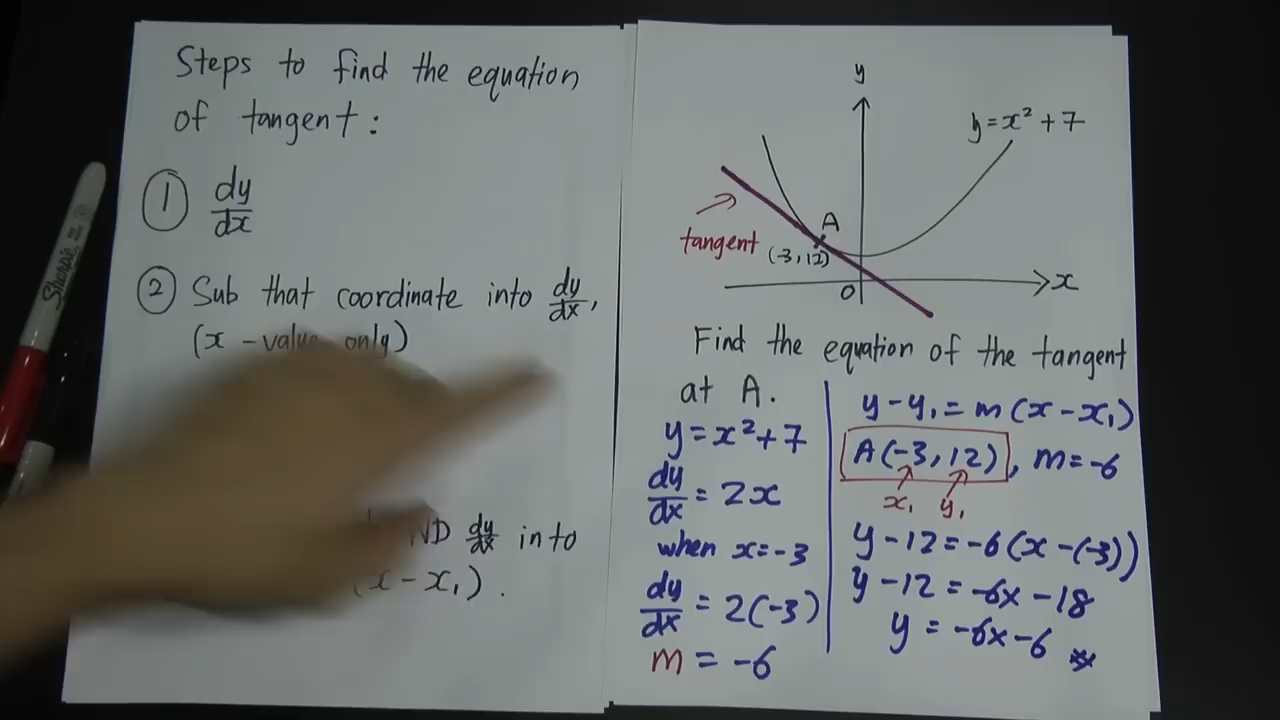 Steps to find the equation
of tangent:
① dy/dx
② Sub that coordinate into dy/dx,
(x - value only)
AND dy/dx into
(x - x₁).
Sharpie
y
y = x² + 7
A
tangent
(-3, 12)
0
x
Find the equation of the tangent
at A.
y = x² + 7
dy/dx = 2x
when x = -3
dy/dx = 2(-3)
m = -6
y - y₁ = m(x - x₁)
A(-3, 12), m = -6
x₁ y₁
y - 12 = -6(x - (-3))
y - 12 = -6x - 18
y = -6x - 6